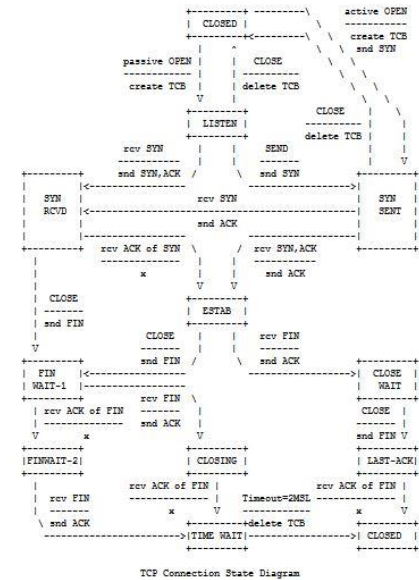 +---------+ ---------\ active OPEN
| CLOSED | \ -----------
+---------+<---------\ \ create TCB
| ^ \ \ snd SYN
passive OPEN | | CLOSE \ \
------------ | | ---------- \ \
create TCB | | delete TCB \ \
V | \ \
+---------+ CLOSE | \
| LISTEN | ---------- | |
+---------+ delete TCB | |
rcv SYN | | SEND | |
----------- | | ------- | V
+---------+ snd SYN,ACK / \ snd SYN +---------+
| |<----------------- ------------------>| |
| SYN | rcv SYN | SYN |
| RCVD |<-----------------------------------------------| SENT |
| | snd ACK | |
| |------------------ -------------------| |
+---------+ rcv ACK of SYN \ / rcv SYN,ACK +---------+
| -------------- | | -----------
| x | | snd ACK
| V V
| CLOSE +---------+
| ------- | ESTAB |
| snd FIN +---------+
| CLOSE | | rcv FIN
V ------- | | -------
+---------+ snd FIN / \ snd ACK +---------+
| FIN |<----------------- ------------------>| CLOSE |
| WAIT-1 |------------------ | WAIT |
+---------+ rcv FIN \ +---------+
| rcv ACK of FIN ------- | CLOSE |
| -------------- snd ACK | ------- |
V x V snd FIN V
+---------+ +---------+ +---------+
|FINWAIT-2| | CLOSING | | LAST-ACK|
+---------+ +---------+ +---------+
| rcv ACK of FIN | rcv ACK of FIN |
| rcv FIN -------------- | Timeout=2MSL -------------- |
| ------- x V ------------ x V
\ snd ACK +---------+delete TCB +---------+
------------------------>|TIME WAIT|------------------>| CLOSED |
+---------+ +---------+
TCP Connection State Diagram